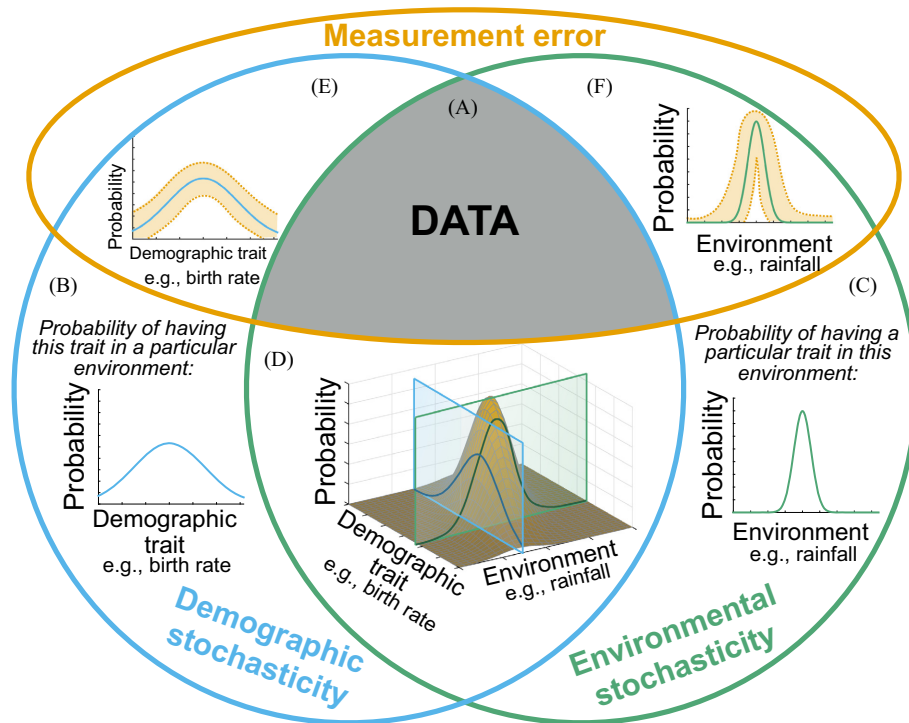 Measurement error
(E)
(A)
(F)
Probability
Demographic trait
e.g., birth rate
DATA
Probability
Environment
e.g., rainfall
(B)
Probability of having
this trait in a particular
environment:
Probability
Demographic
trait
e.g., birth rate
(D)
Probability
Demographic
trait
e.g., birth rate
Environment
e.g., rainfall
(C)
Probability of having a
particular trait in this
environment:
Probability
Environment
e.g., rainfall
Demographic
stochasticity
Environmental
stochasticity